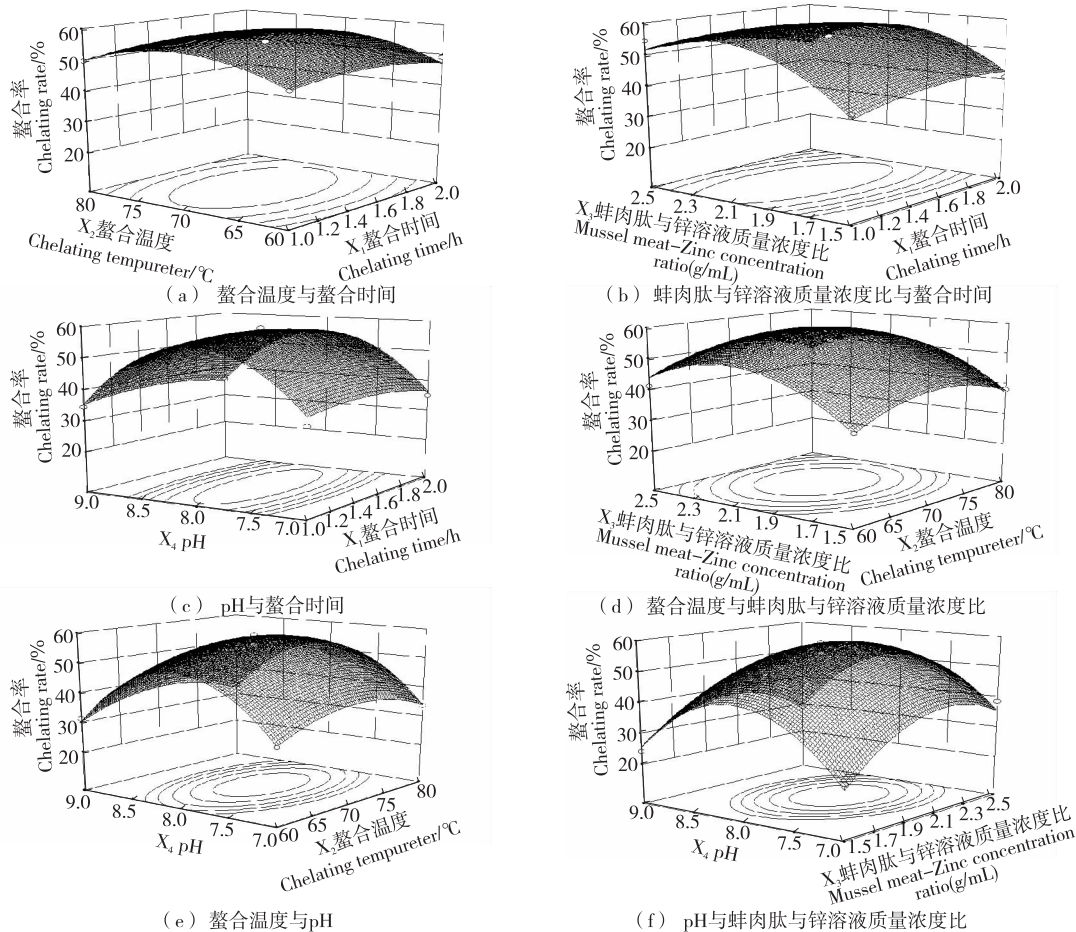 60
50
40
30
20
螯合率
Chelating rate/%
80
75
70
65
60
X₂螯合温度
Chelating tempureter/℃
1.0
1.2
1.4
1.6
1.8
2.0
X₁螯合时间
Chelating time/h
(a) 螯合温度与螯合时间
60
50
40
30
20
螯合率
Chelating rate/%
2.5
2.3
2.1
1.9
1.7
1.5
X₃蚌肉肽与锌溶液质量浓度比
Mussel meat-Zinc concentration
ratio(g/mL)
1.0
1.2
1.4
1.6
1.8
2.0
X₁螯合时间
Chelating time/h
(b) 蚌肉肽与锌溶液质量浓度比与螯合时间
60
50
40
30
20
螯合率
Chelating rate/%
9.0
8.5
8.0
7.5
7.0
X₄ pH
1.0
1.2
1.4
1.6
1.8
2.0
X₁螯合时间
Chelating time/h
(c) pH与螯合时间
60
50
40
30
20
螯合率
Chelating rate/%
2.5
2.3
2.1
1.9
1.7
1.5
X₃蚌肉肽与锌溶液质量浓度比
Mussel meat-Zinc concentration
ratio(g/mL)
60
65
70
75
80
X₂螯合温度
Chelating tempureter/℃
(d) 螯合温度与蚌肉肽与锌溶液质量浓度比
60
50
40
30
20
螯合率
Chelating rate/%
9.0
8.5
8.0
7.5
7.0
X₄ pH
60
65
70
75
80
X₂螯合温度
Chelating tempureter/℃
(e) 螯合温度与pH
60
50
40
30
20
螯合率
Chelating rate/%
9.0
8.5
8.0
7.5
7.0
X₄ pH
1.5
1.7
1.9
2.1
2.3
2.5
X₃蚌肉肽与锌溶液质量浓度比
Mussel meat-Zinc concentration
ratio(g/mL)
(f) pH与蚌肉肽与锌溶液质量浓度比